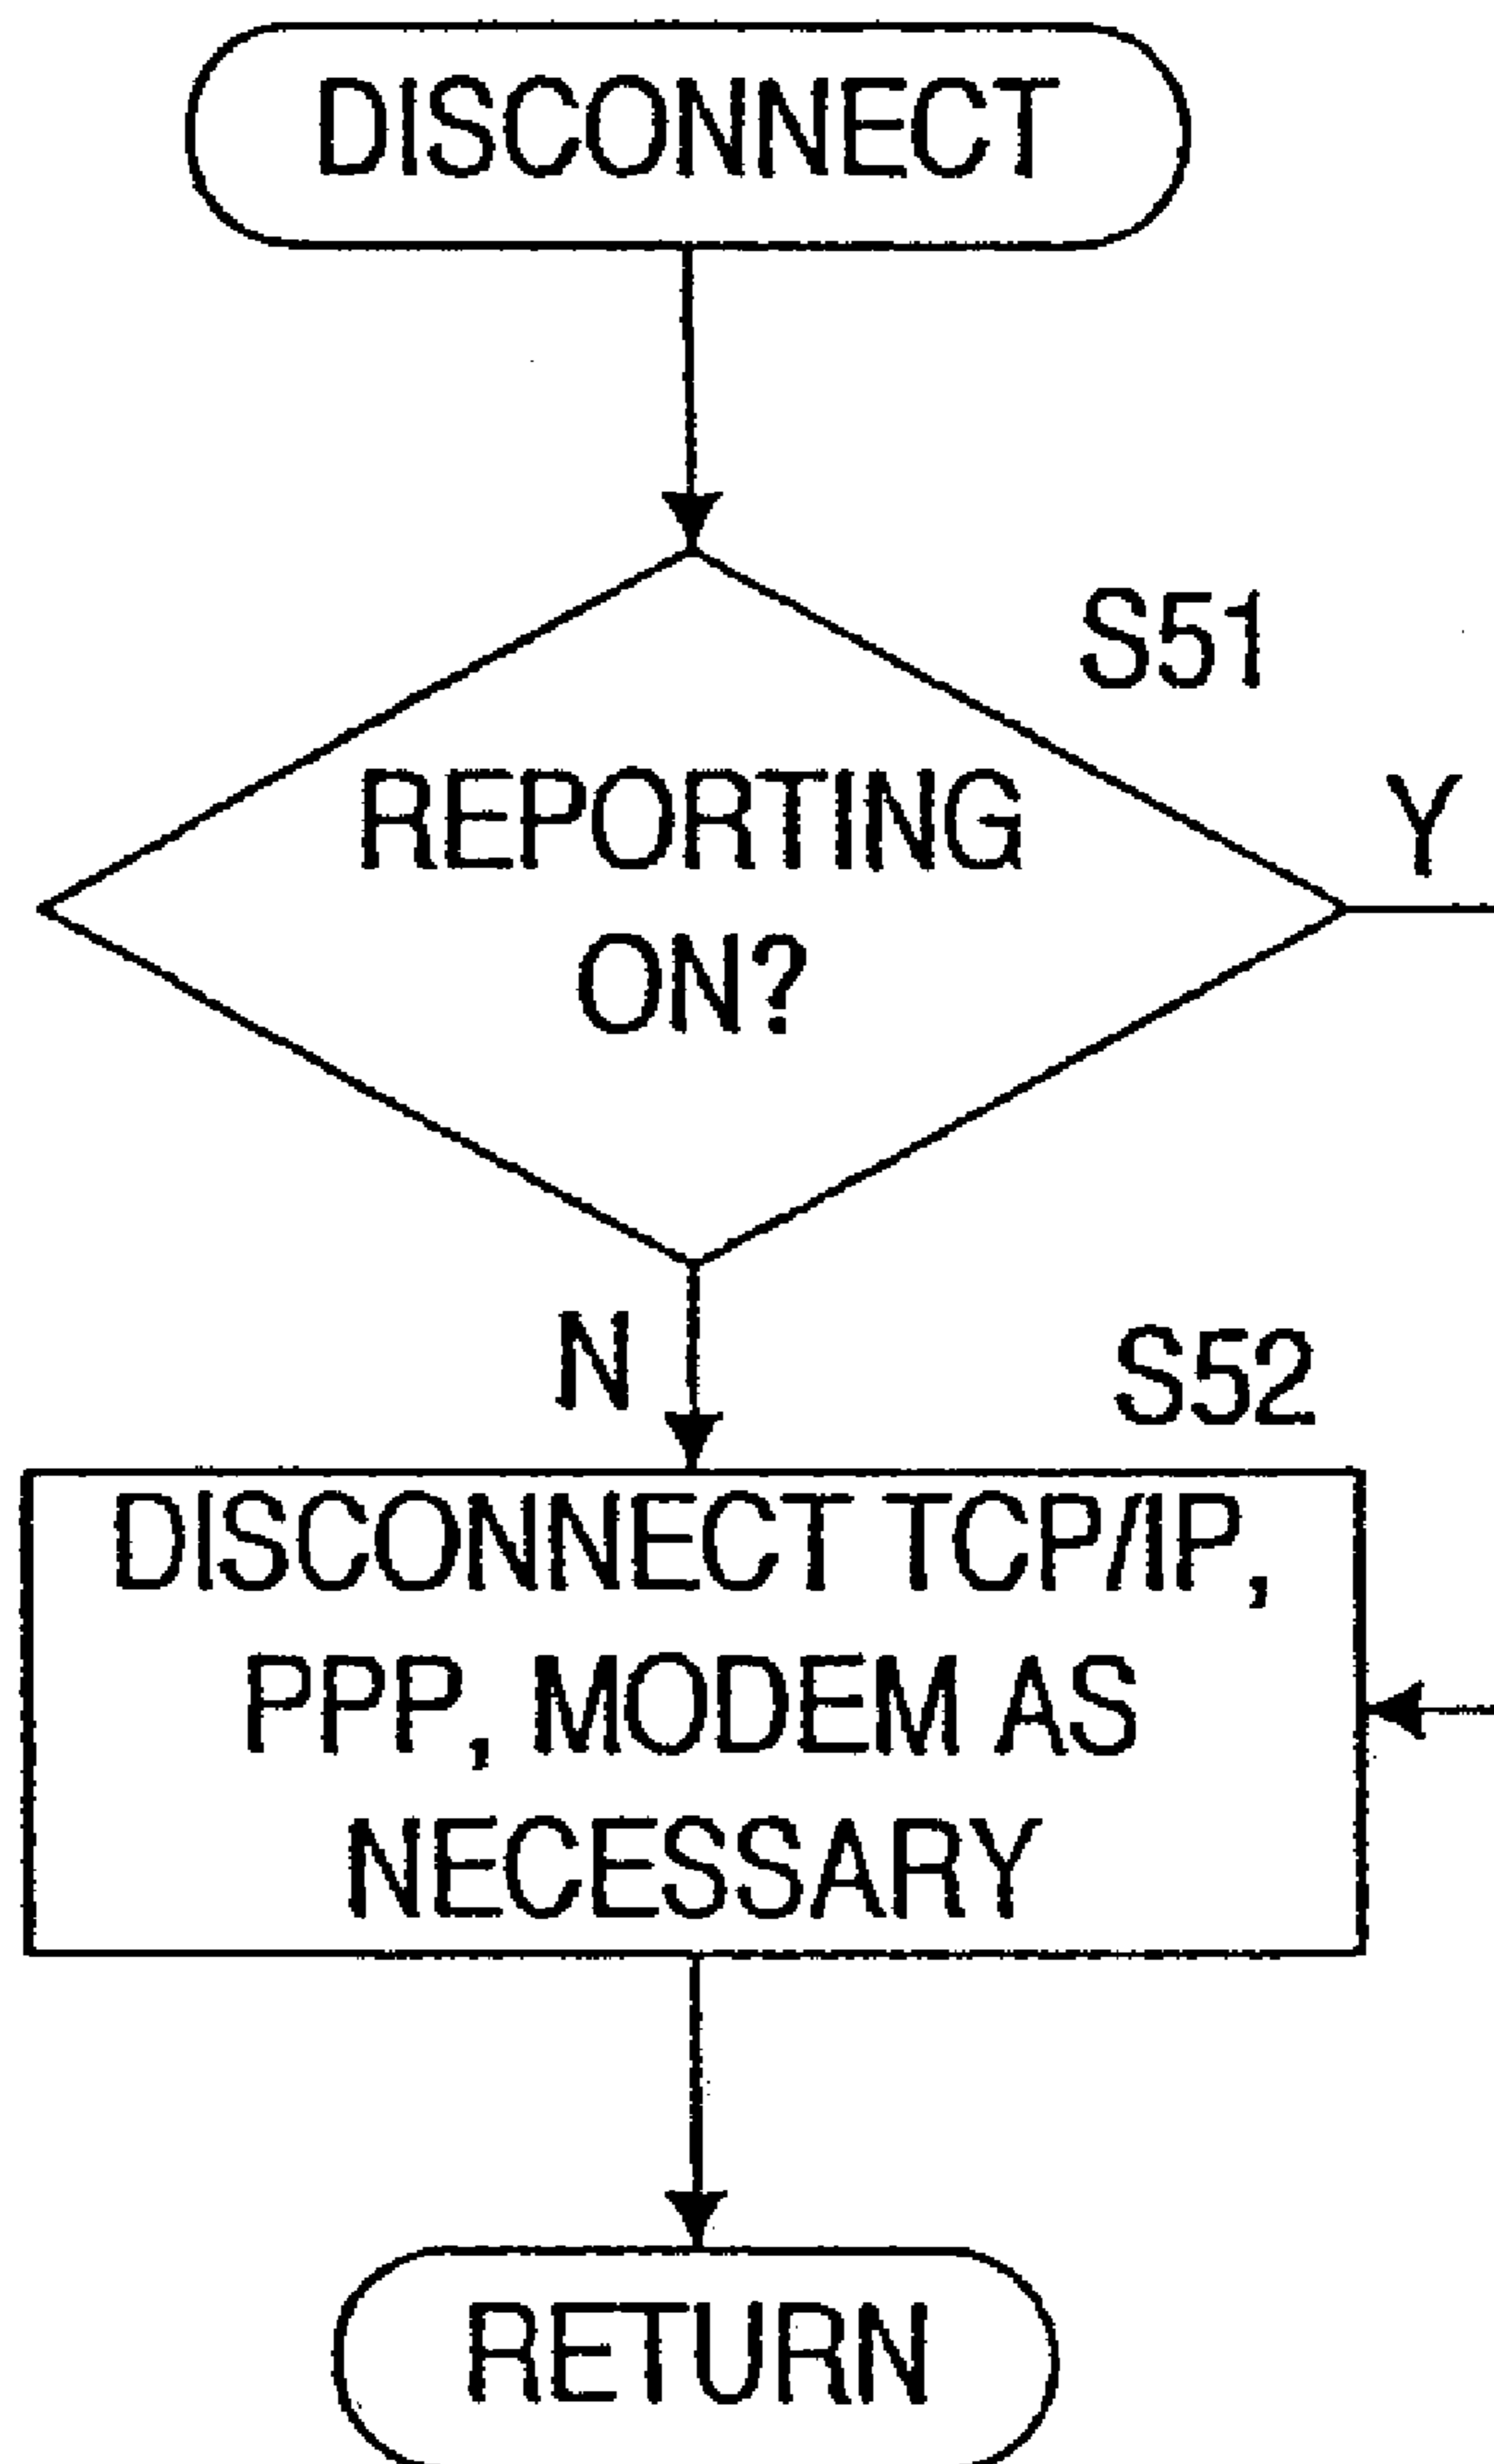 DISCONNECT
S51
REPORTING
ON?
Y
N
S52
DISCONNECT TCP/IP,
PPP, MODEM AS
NECESSARY
RETURN